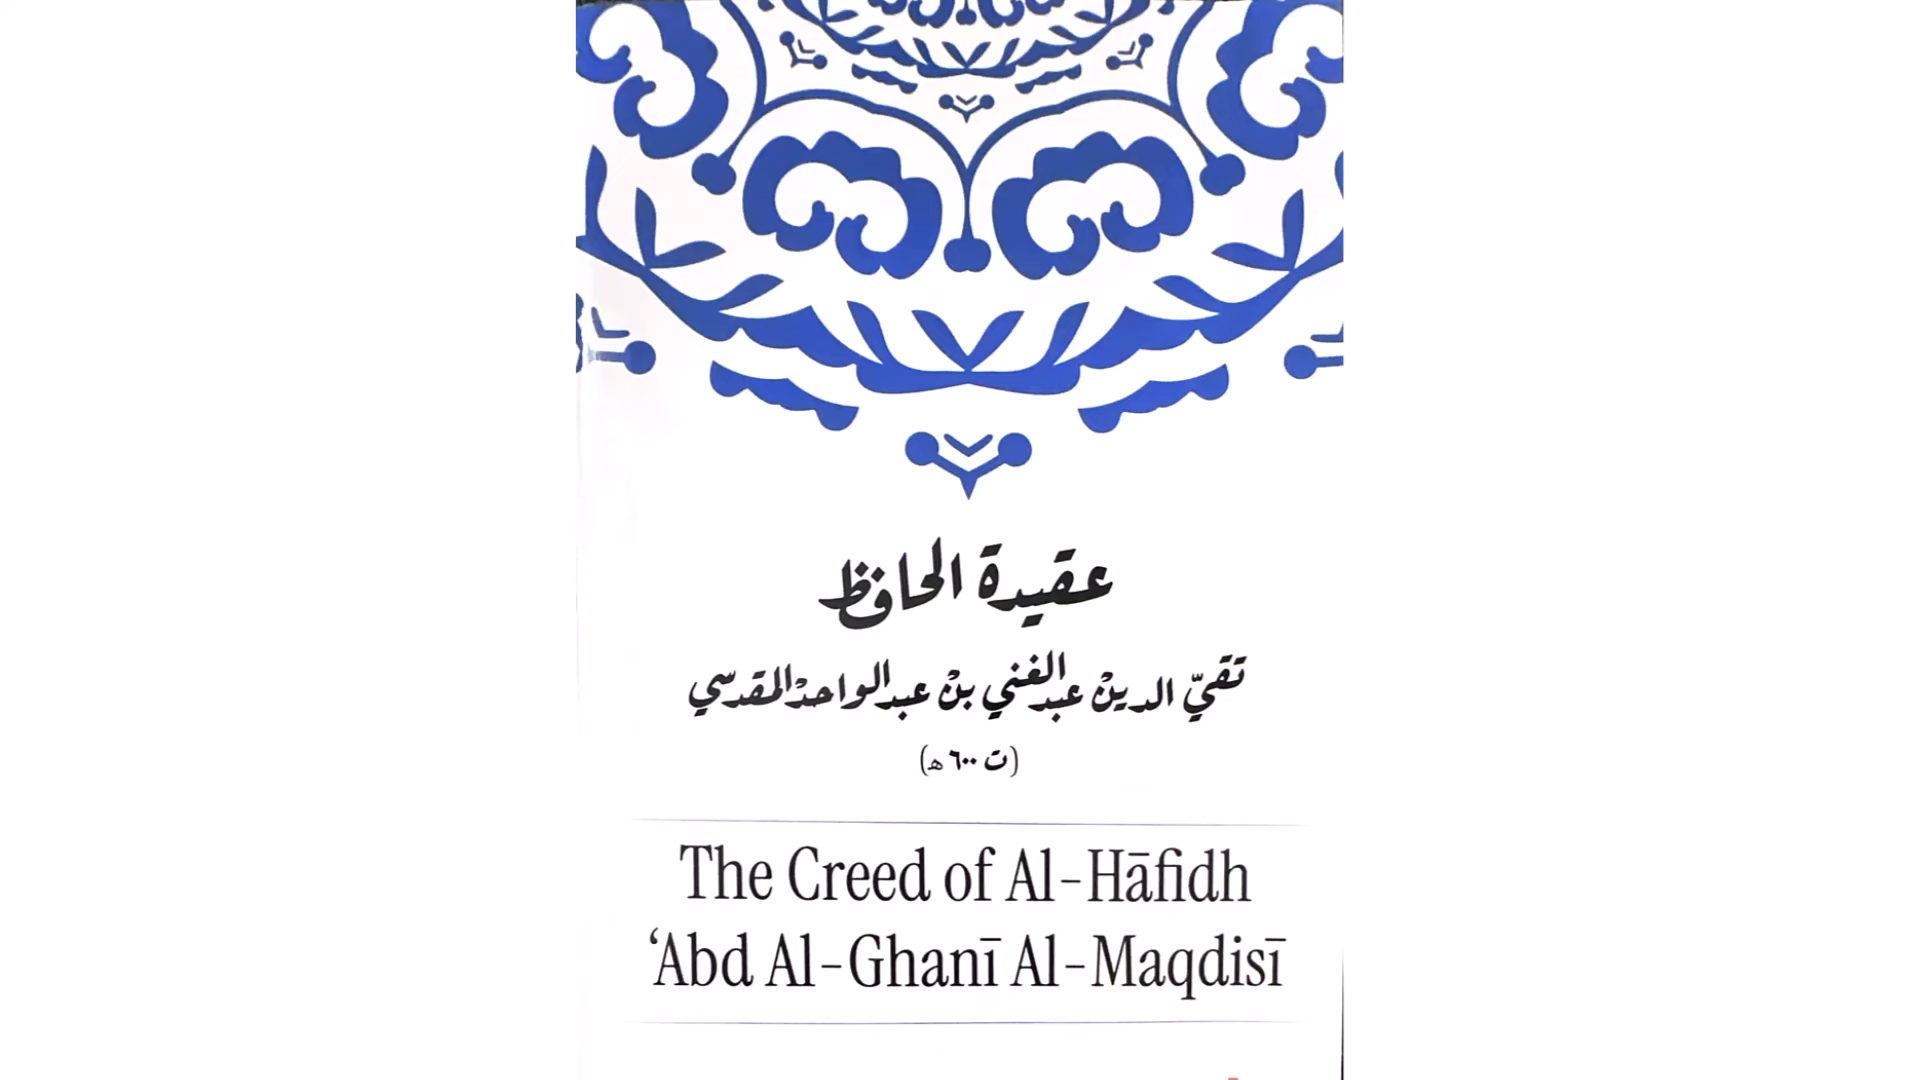 عقيدة الحافظ
تقيّ الدين عبد الغني بن عبد الواحد المقدسي
(ت ٦٠٠ هـ)
The Creed of Al-Hāfidh
‘Abd Al-Ghanī Al-Maqdisī